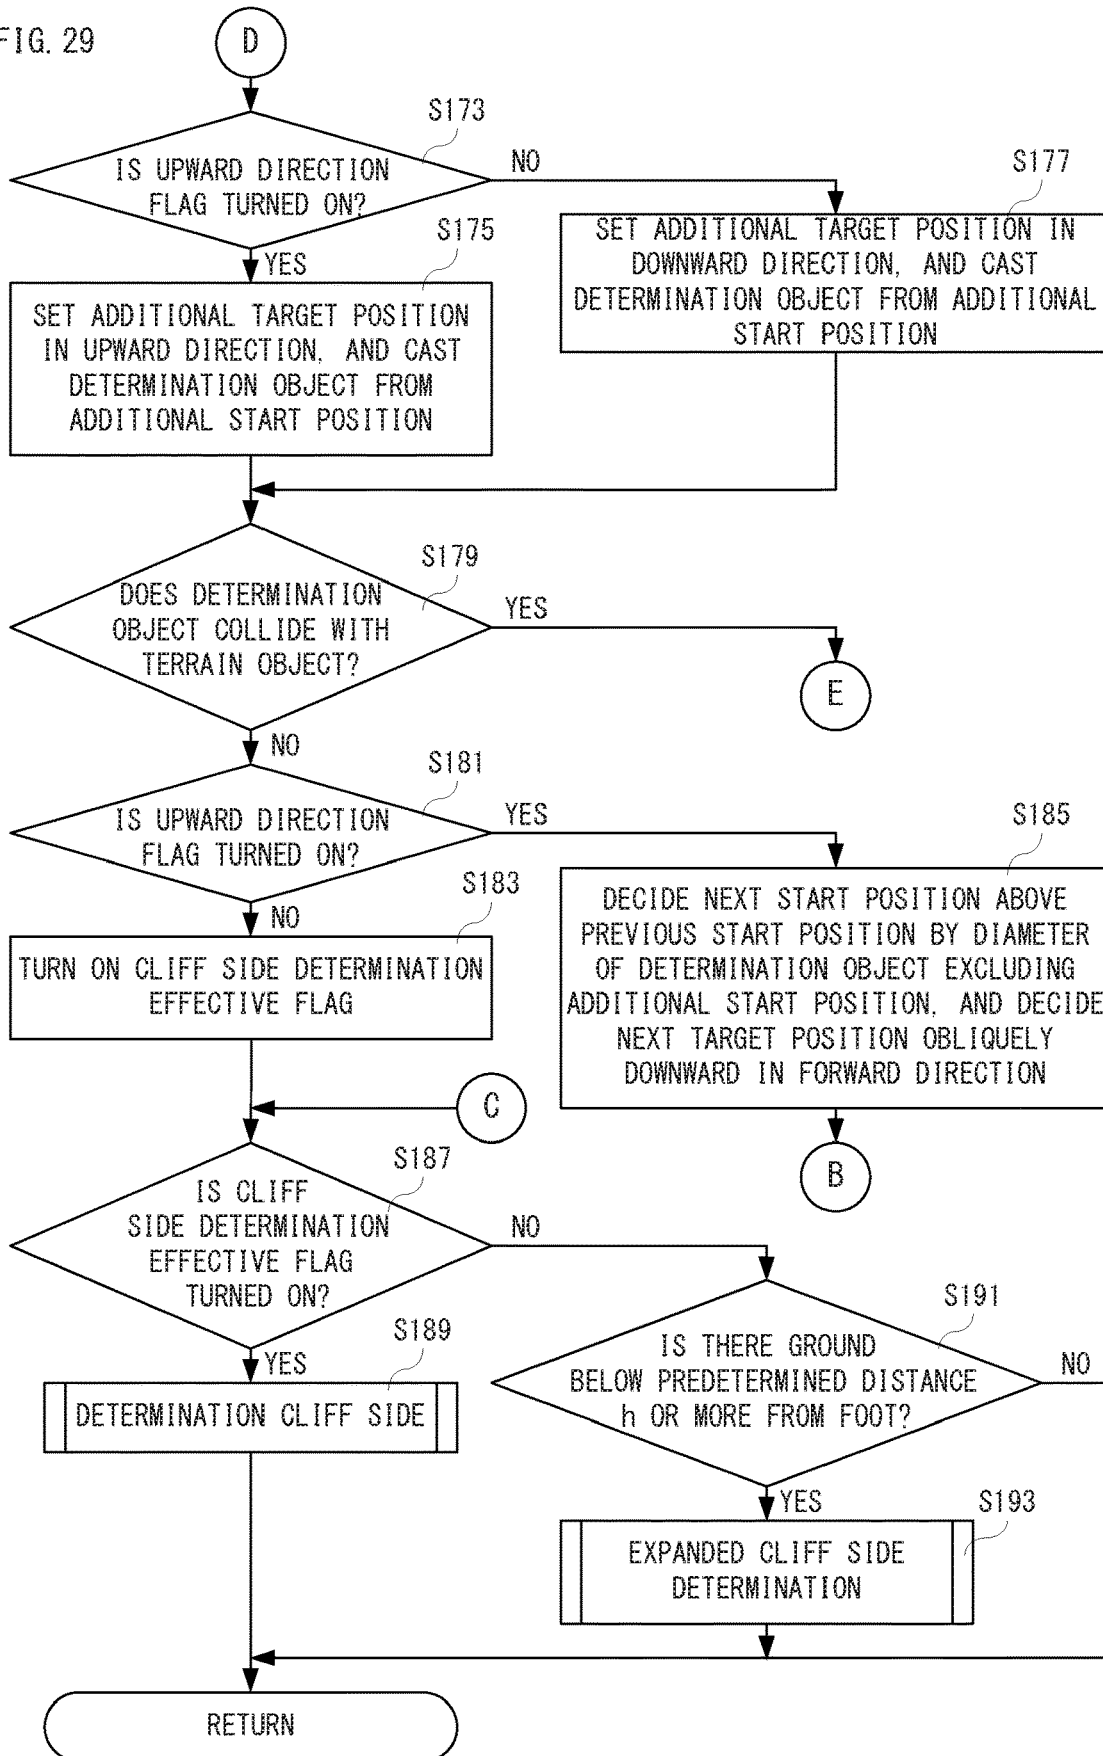 FIG. 29
D
S173
IS UPWARD DIRECTION
FLAG TURNED ON?
NO
YES
S177
SET ADDITIONAL TARGET POSITION IN
DOWNWARD DIRECTION, AND CAST
DETERMINATION OBJECT FROM ADDITIONAL
START POSITION
S175
SET ADDITIONAL TARGET POSITION
IN UPWARD DIRECTION, AND CAST
DETERMINATION OBJECT FROM
ADDITIONAL START POSITION
S179
DOES DETERMINATION
OBJECT COLLIDE WITH
TERRAIN OBJECT?
YES
E
NO
S181
IS UPWARD DIRECTION
FLAG TURNED ON?
YES
NO
S185
DECIDE NEXT START POSITION ABOVE
PREVIOUS START POSITION BY DIAMETER
OF DETERMINATION OBJECT EXCLUDING
ADDITIONAL START POSITION, AND DECIDE
NEXT TARGET POSITION OBLIQUELY
DOWNWARD IN FORWARD DIRECTION
B
S183
TURN ON CLIFF SIDE DETERMINATION
EFFECTIVE FLAG
C
S187
IS CLIFF
SIDE DETERMINATION
EFFECTIVE FLAG
TURNED ON?
NO
YES
S189
DETERMINATION CLIFF SIDE
S191
IS THERE GROUND
BELOW PREDETERMINED DISTANCE
h OR MORE FROM FOOT?
NO
YES
S193
EXPANDED CLIFF SIDE
DETERMINATION
RETURN